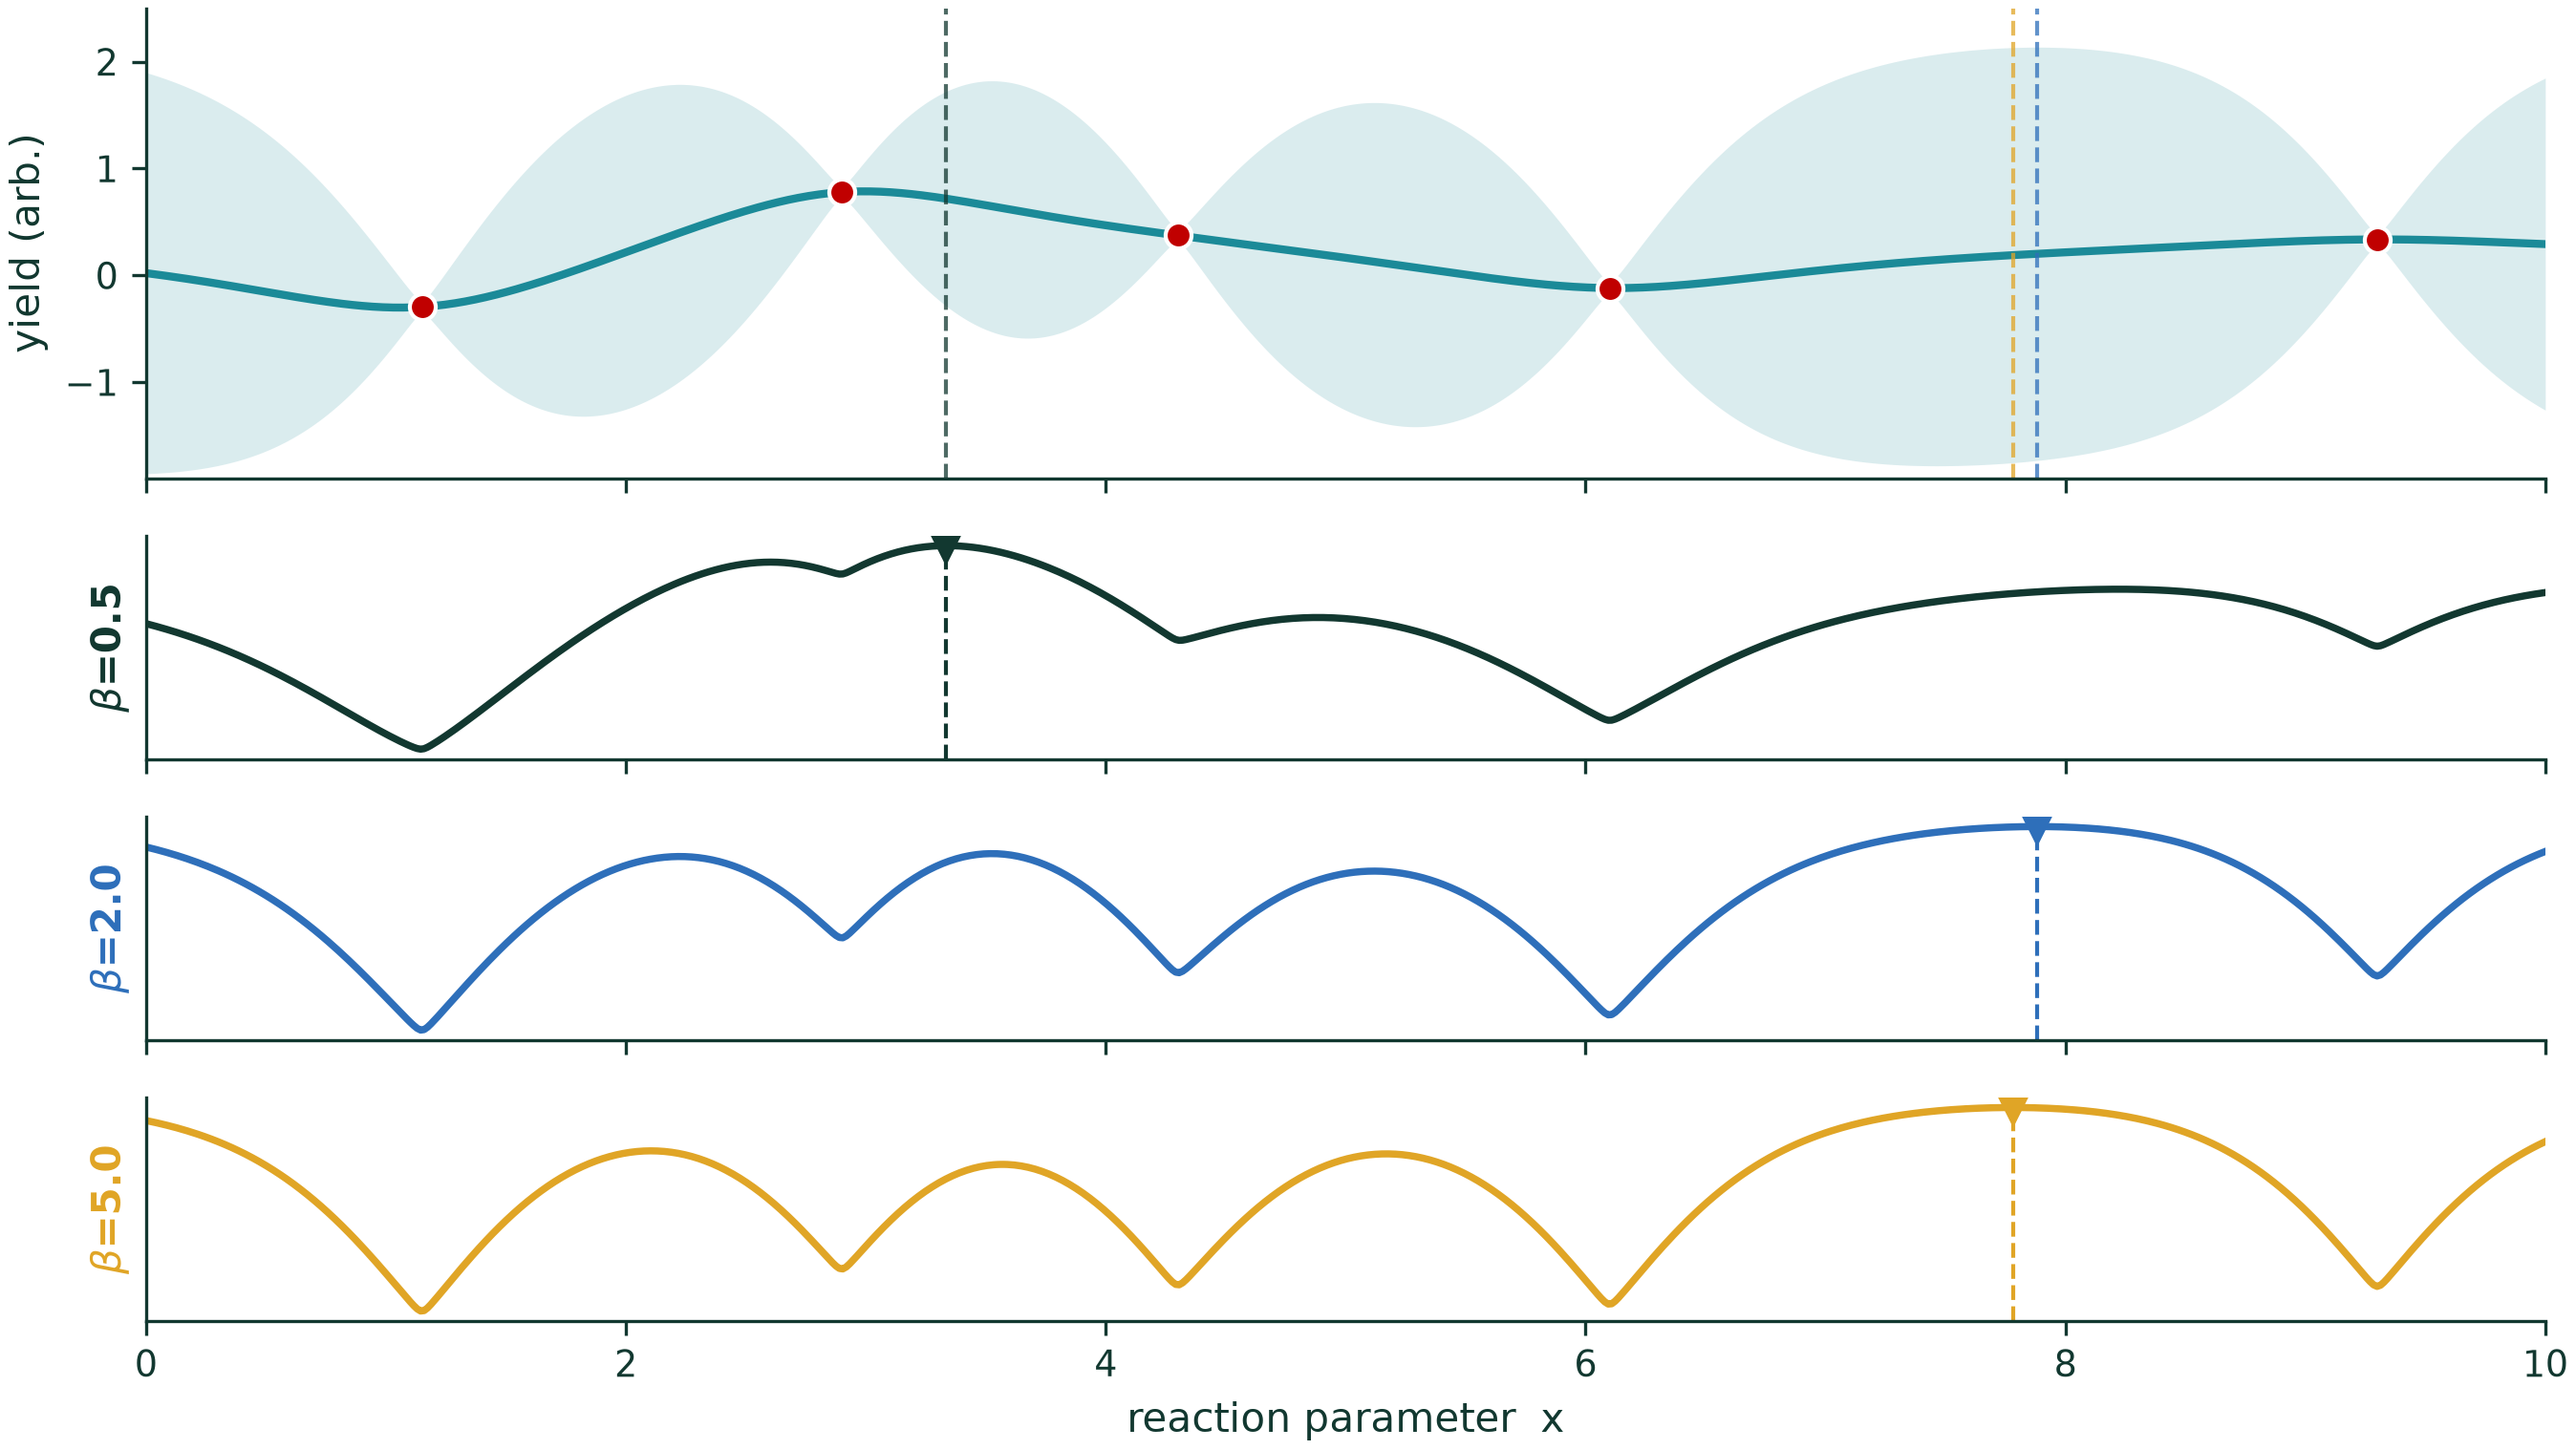 yield (arb.)
2
1
0
−1
β=0.5
β=2.0
β=5.0
0 2 4 6 8 10
reaction parameter x